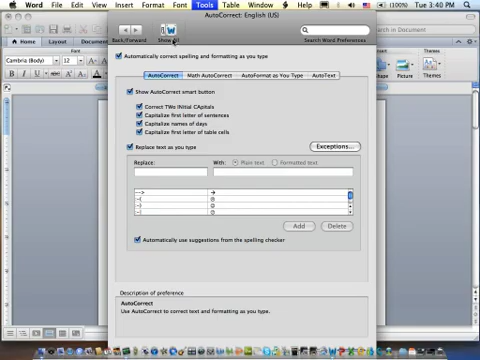 Word File Edit View Insert Format Font Tools Table Window Tue 3:40 PM
AutoCorrect: English (US)
Back/Forward Show All Search Word Preferences
Home Layout Document
Cambria (Body) 12
Automatically correct spelling and formatting as you type
AutoCorrect Math AutoCorrect AutoFormat as You Type AutoText
Show AutoCorrect smart button
Correct TWo INitial CApitals
Capitalize first letter of sentences
Capitalize names of days
Capitalize first letter of table cells
Replace text as you type Exceptions...
Replace: With: Plain text Formatted text
Add Delete
Automatically use suggestions from the spelling checker
Description of preference
AutoCorrect
Use AutoCorrect to correct text and formatting as you type.